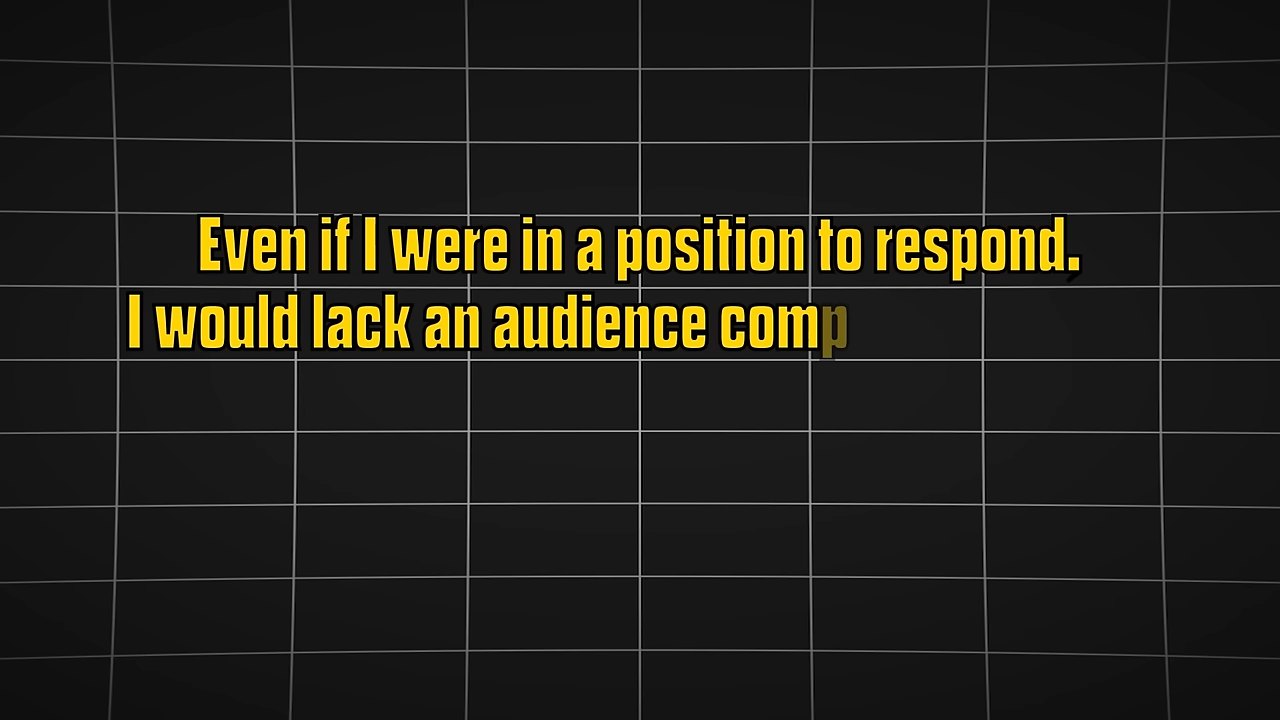 Even if I were in a position to respond.
I would lack an audience comp